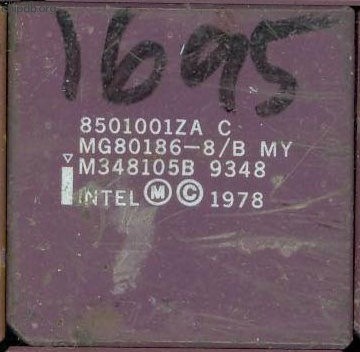 1695
8501001ZA C
MG80186-8/B MY
M348105B 9348
INTEL Ⓜ © 1978